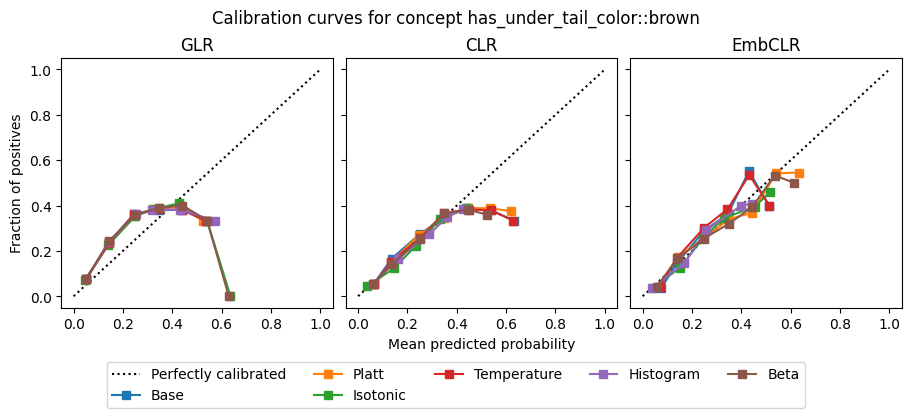 Calibration curves for concept has_under_tail_color::brown
GLR
CLR
EmbCLR
Fraction of positives
1.0
0.8
0.6
0.4
0.2
0.0
0.0 0.2 0.4 0.6 0.8 1.0
0.0 0.2 0.4 0.6 0.8 1.0
0.0 0.2 0.4 0.6 0.8 1.0
Mean predicted probability
Perfectly calibrated
Base
Platt
Isotonic
Temperature
Histogram
Beta